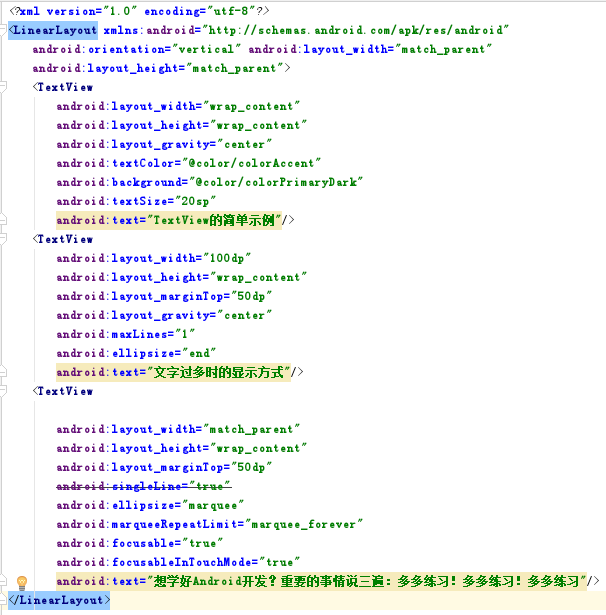 <?xml version="1.0" encoding="utf-8"?>
<LinearLayout xmlns:android="http://schemas.android.com/apk/res/android"
android:orientation="vertical" android:layout_width="match_parent"
android:layout_height="match_parent">
<TextView
android:layout_width="wrap_content"
android:layout_height="wrap_content"
android:layout_gravity="center"
android:textColor="@color/colorAccent"
android:background="@color/colorPrimaryDark"
android:textSize="20sp"
android:text="TextView的简单示例"/>
<TextView
android:layout_width="100dp"
android:layout_height="wrap_content"
android:layout_marginTop="50dp"
android:layout_gravity="center"
android:maxLines="1"
android:ellipsize="end"
android:text="文字过多时的显示方式"/>
<TextView
android:layout_width="match_parent"
android:layout_height="wrap_content"
android:layout_marginTop="50dp"
android:singleLine="true"
android:ellipsize="marquee"
android:marqueeRepeatLimit="marquee_forever"
android:focusable="true"
android:focusableInTouchMode="true"
android:text="想学好Android开发？重要的事情说三遍：多多练习！多多练习！多多练习"/>
</LinearLayout>